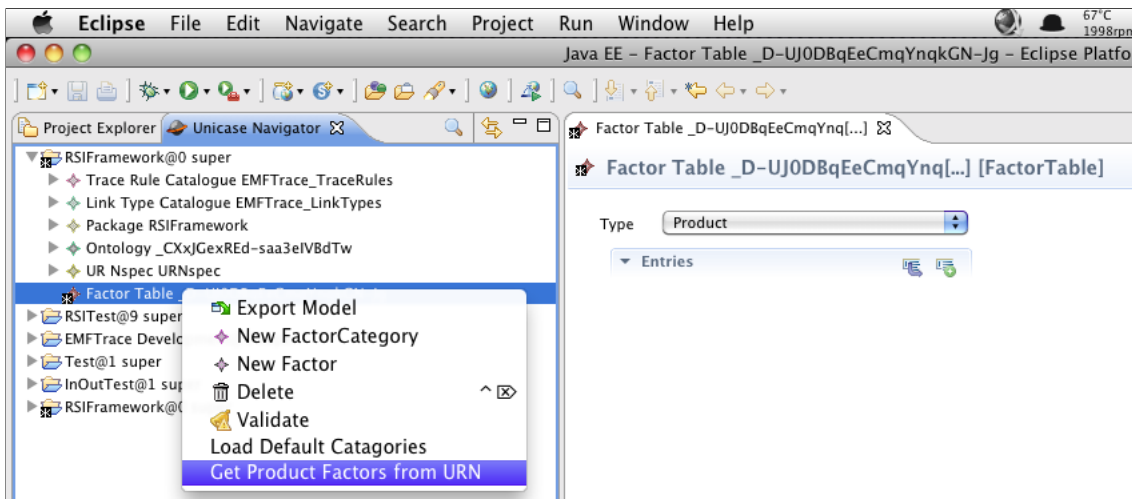 Eclipse File Edit Navigate Search Project Run Window Help
67°C
1998rpm
Java EE – Factor Table _D-UJ0DBqEeCmqYnqkGN-Jg – Eclipse Platfo
Project Explorer Unicase Navigator
Factor Table _D-UJ0DBqEeCmqYnq[...]
RSIFramework@0 super
Trace Rule Catalogue EMFTrace_TraceRules
Link Type Catalogue EMFTrace_LinkTypes
Package RSIFramework
Ontology _CXxJGexREd-saa3eIVBdTw
UR Nspec URNspec
Factor Table
RSITest@9 super
EMFTrace Develo
Test@1 super
InOutTest@1 sup
RSIFramework@0
Export Model
New FactorCategory
New Factor
Delete ^
Validate
Load Default Catagories
Get Product Factors from URN
Factor Table _D-UJ0DBqEeCmqYnq[...] [FactorTable]
Type Product
Entries